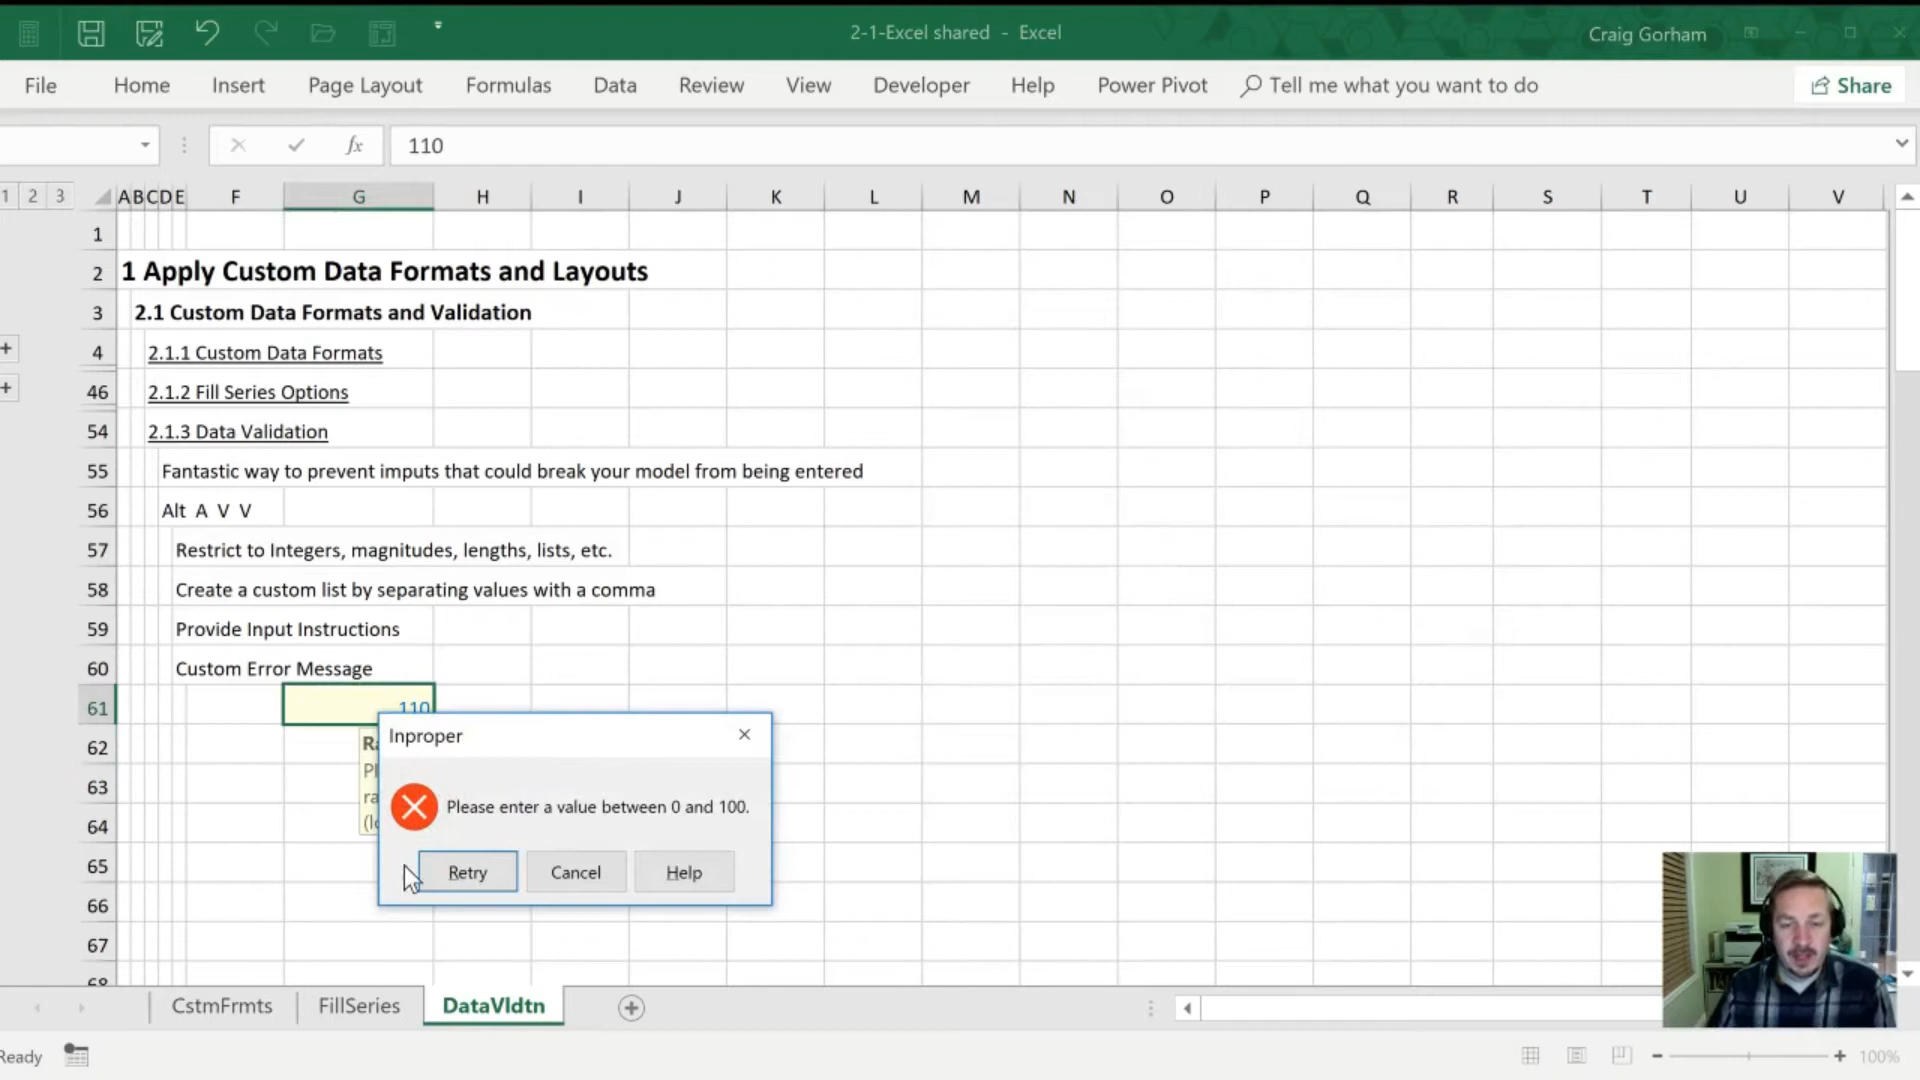 2-1-Excel shared - Excel
Craig Gorham
File Home Insert Page Layout Formulas Data Review View Developer Help Power Pivot Tell me what you want to do Share
fx 110
1 2 3 A B C D E F G H I J K L M N O P Q R S T U V
1
2 1 Apply Custom Data Formats and Layouts
3 2.1 Custom Data Formats and Validation
4 2.1.1 Custom Data Formats
46 2.1.2 Fill Series Options
54 2.1.3 Data Validation
55 Fantastic way to prevent imputs that could break your model from being entered
56 Alt A V V
57 Restrict to Integers, magnitudes, lengths, lists, etc.
58 Create a custom list by separating values with a comma
59 Provide Input Instructions
60 Custom Error Message
61 110
62 Inproper
63
64 Please enter a value between 0 and 100.
65 Retry Cancel Help
66
67
68
CstmFrmts FillSeries DataVldtn
Ready 100%